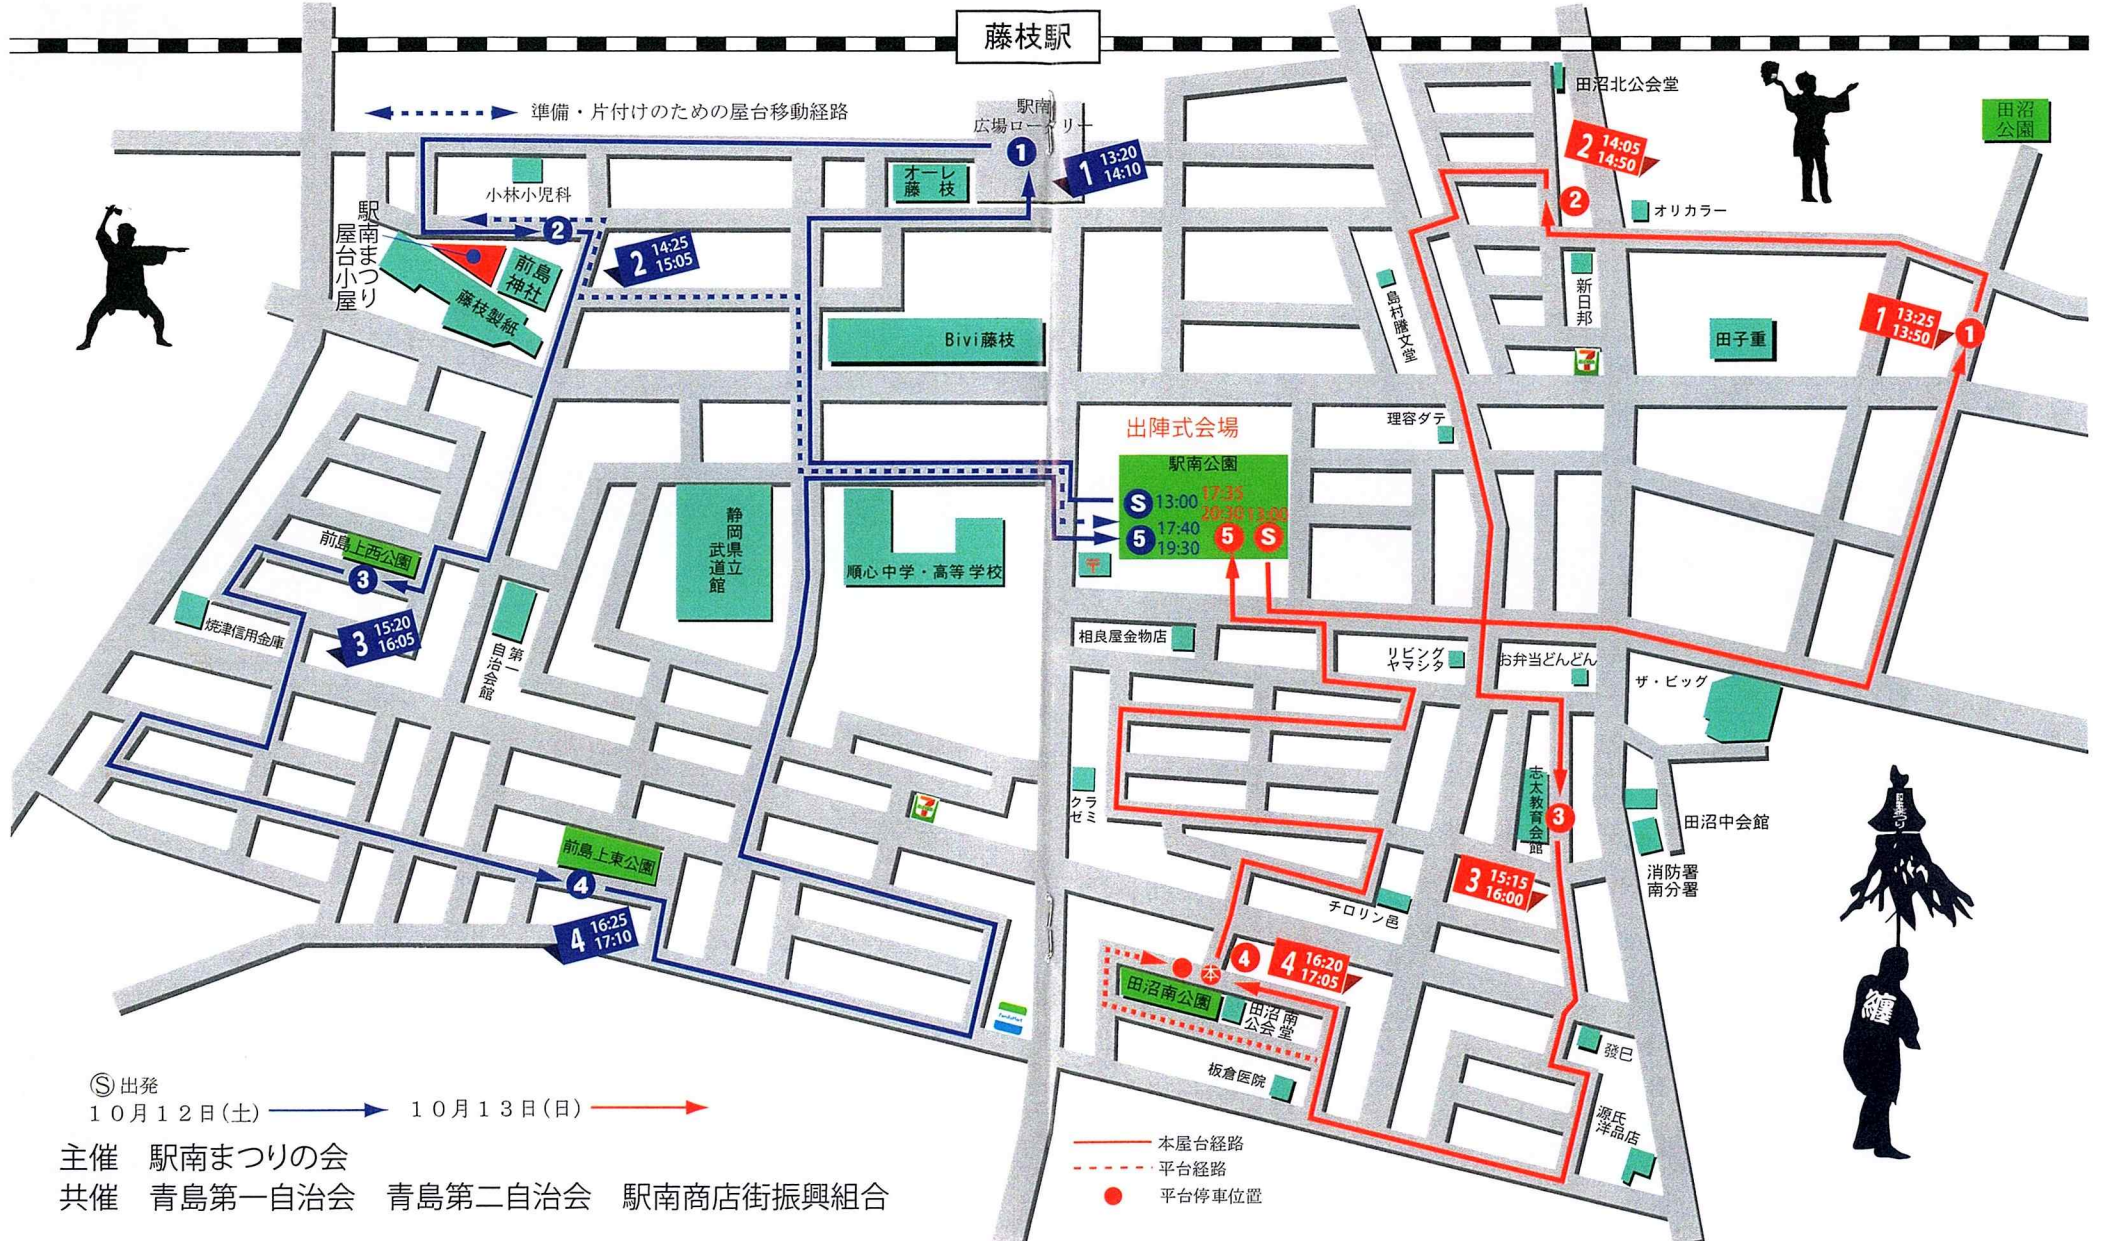 藤枝駅
準備・片付けのための屋台移動経路
駅南
広場ロータリー
1
1 13:20
14:10
オーレ
藤枝
小林小児科
駅南まつり
屋台小屋
2
2 14:25
15:05
前島
神社
藤枝製紙
Bivi藤枝
田沼北公会堂
田沼
公園
2 14:05
14:50
2
オリカラー
新日邦
島村謄文堂
田子重
1 13:25
13:50
1
理容ダテ
出陣式会場
駅南公園
S 13:00
17:35
20:30
13:00
5 17:40
19:30
5
S
〒
前島上西公園
3
3 15:20
16:05
焼津信用金庫
第一
自治会館
静岡県立
武道館
順心中学・高等学校
相良屋金物店
リビング
ヤマシタ
お弁当どんどん
ザ・ビッグ
クラ
ゼミ
志太教育会館
3
3 15:15
16:00
田沼中会館
消防署
南分署
前島上東公園
4
4 16:25
17:10
チロリン邑
本
4
4 16:20
17:05
田沼南公園
田沼南
公会堂
板倉医院
發巳
源氏
洋品店
FamilyMart
纏
Ⓢ出発
10月12日(土)
10月13日(日)
主催 駅南まつりの会
共催 青島第一自治会 青島第二自治会 駅南商店街振興組合
本屋台経路
平台経路
平台停車位置